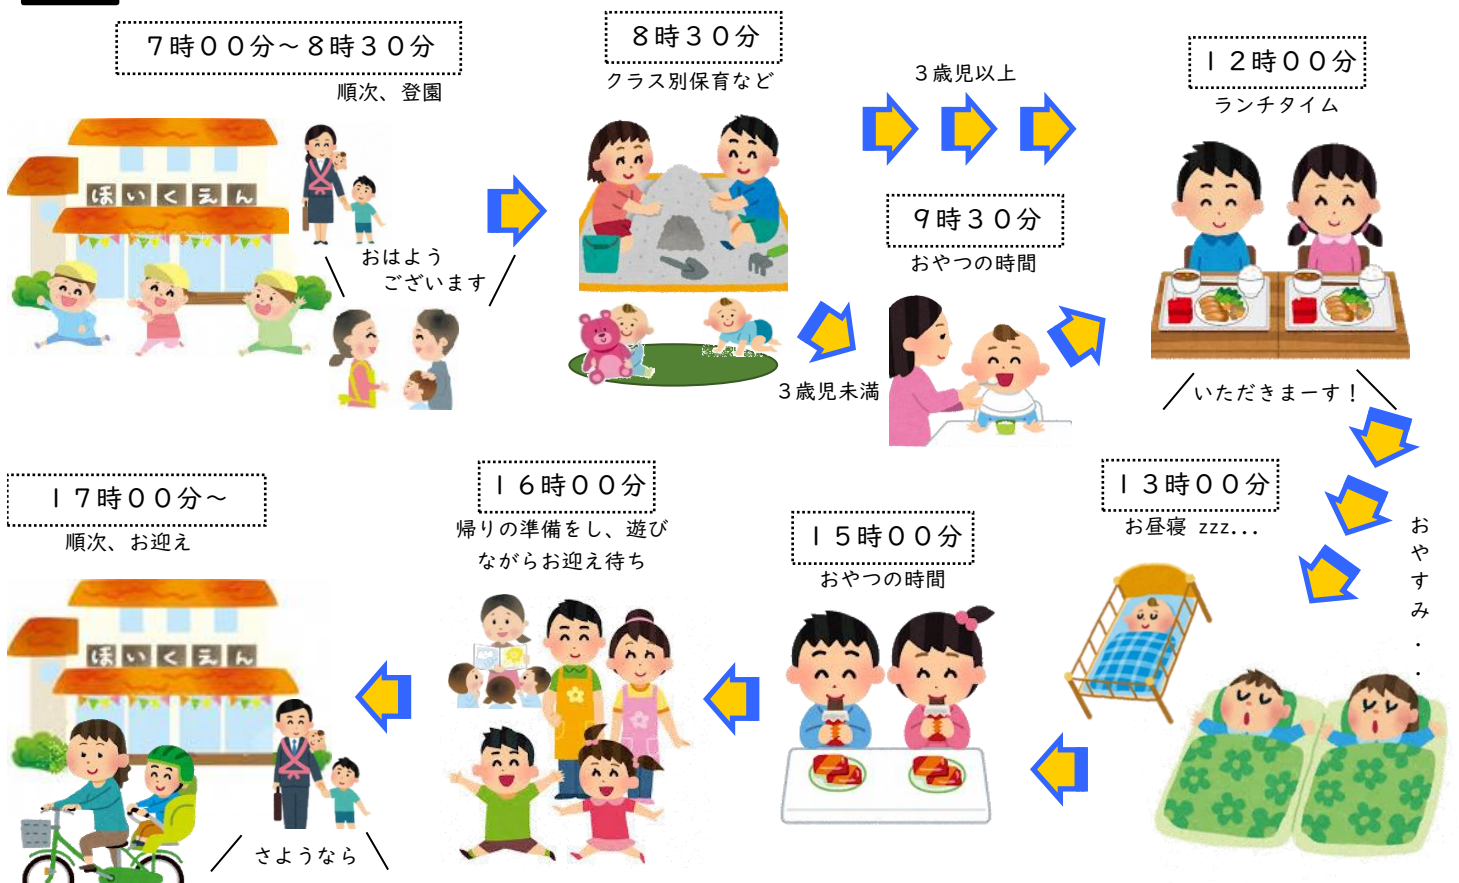 7時00分～8時30分
順次、登園
ほいくえん
おはよう
ございます
8時30分
クラス別保育など
3歳児以上
3歳児未満
9時30分
おやつの時間
12時00分
ランチタイム
いただきまーす！
おやすみ・・
13時00分
お昼寝 zzz...
15時00分
おやつの時間
16時00分
帰りの準備をし、遊び
ながらお迎え待ち
17時00分～
順次、お迎え
ほいくえん
さようなら